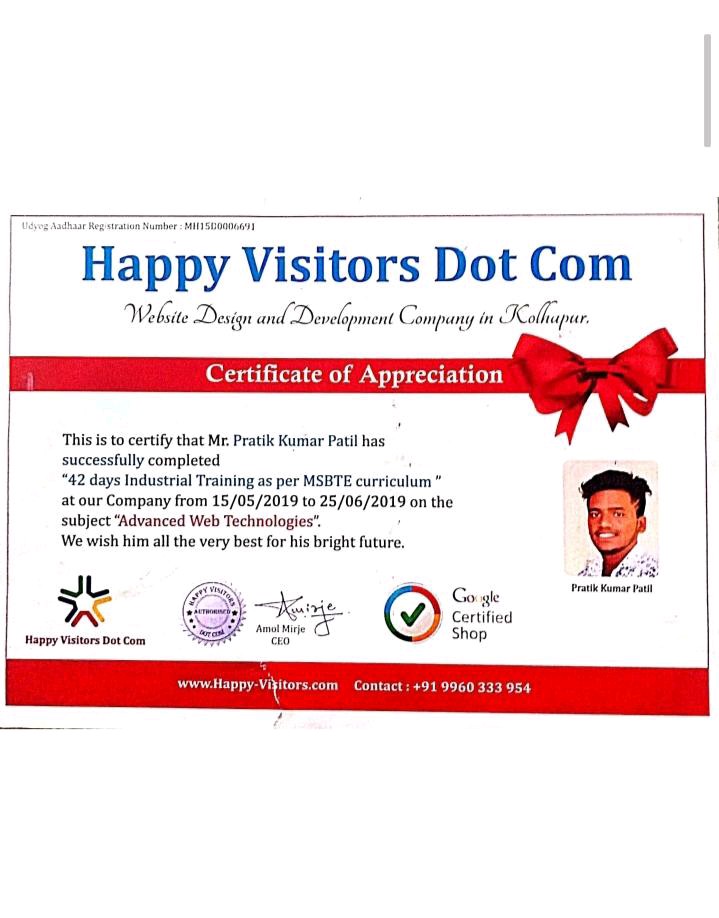 Udyog Aadhaar Registration Number : MH15D0006691
Happy Visitors Dot Com
Website Design and Development Company in Kolhapur.
Certificate of Appreciation
This is to certify that Mr. Pratik Kumar Patil has
successfully completed
“42 days Industrial Training as per MSBTE curriculum ”
at our Company from 15/05/2019 to 25/06/2019 on the
subject “Advanced Web Technologies”.
We wish him all the very best for his bright future.
Pratik Kumar Patil
Happy Visitors Dot Com
HAPPY VISITORS
AUTHORISED
DOT COM
Amirje
Amol Mirje
CEO
Google
Certified
Shop
www.Happy-Visitors.com Contact : +91 9960 333 954